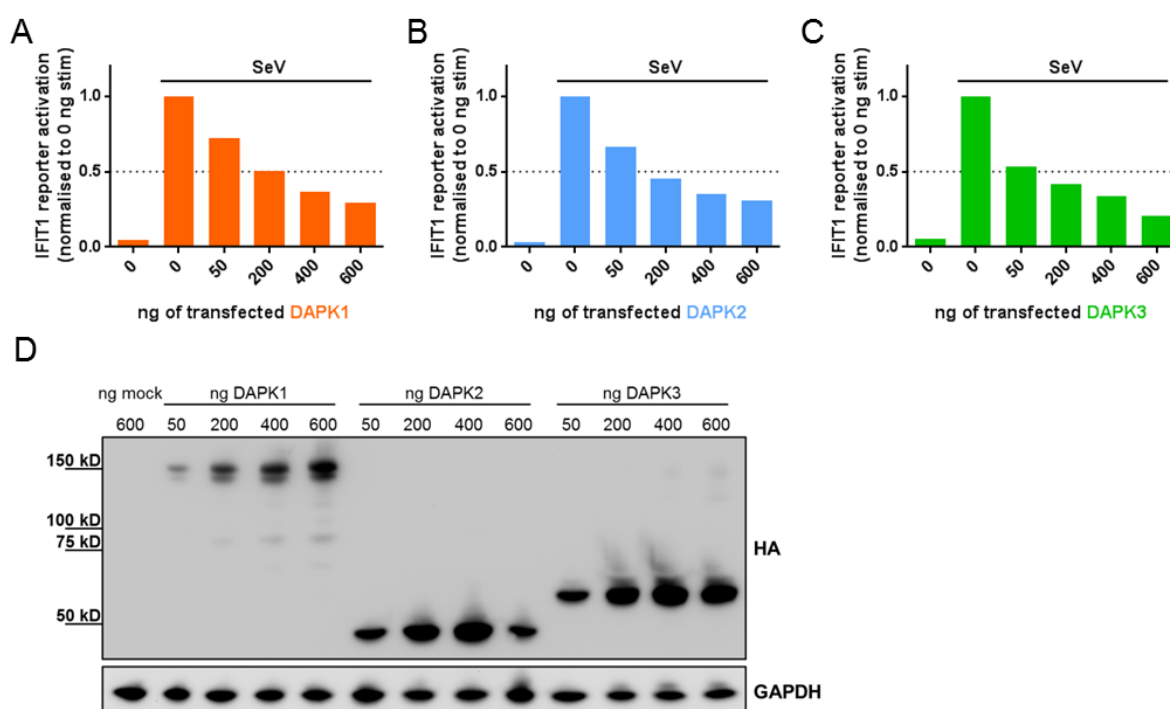 A
IFIT1 reporter activation
(normalised to 0 ng stim)
SeV
1.0
0.5
0.0
0 0 50 200 400 600
ng of transfected DAPK1
B
IFIT1 reporter activation
(normalised to 0 ng stim)
SeV
1.0
0.5
0.0
0 0 50 200 400 600
ng of transfected DAPK2
C
IFIT1 reporter activation
(normalised to 0 ng stim)
SeV
1.0
0.5
0.0
0 0 50 200 400 600
ng of transfected DAPK3
D
ng mock ng DAPK1 ng DAPK2 ng DAPK3
600 50 200 400 600 50 200 400 600 50 200 400 600
150 kD
100 kD
75 kD
50 kD
HA
GAPDH